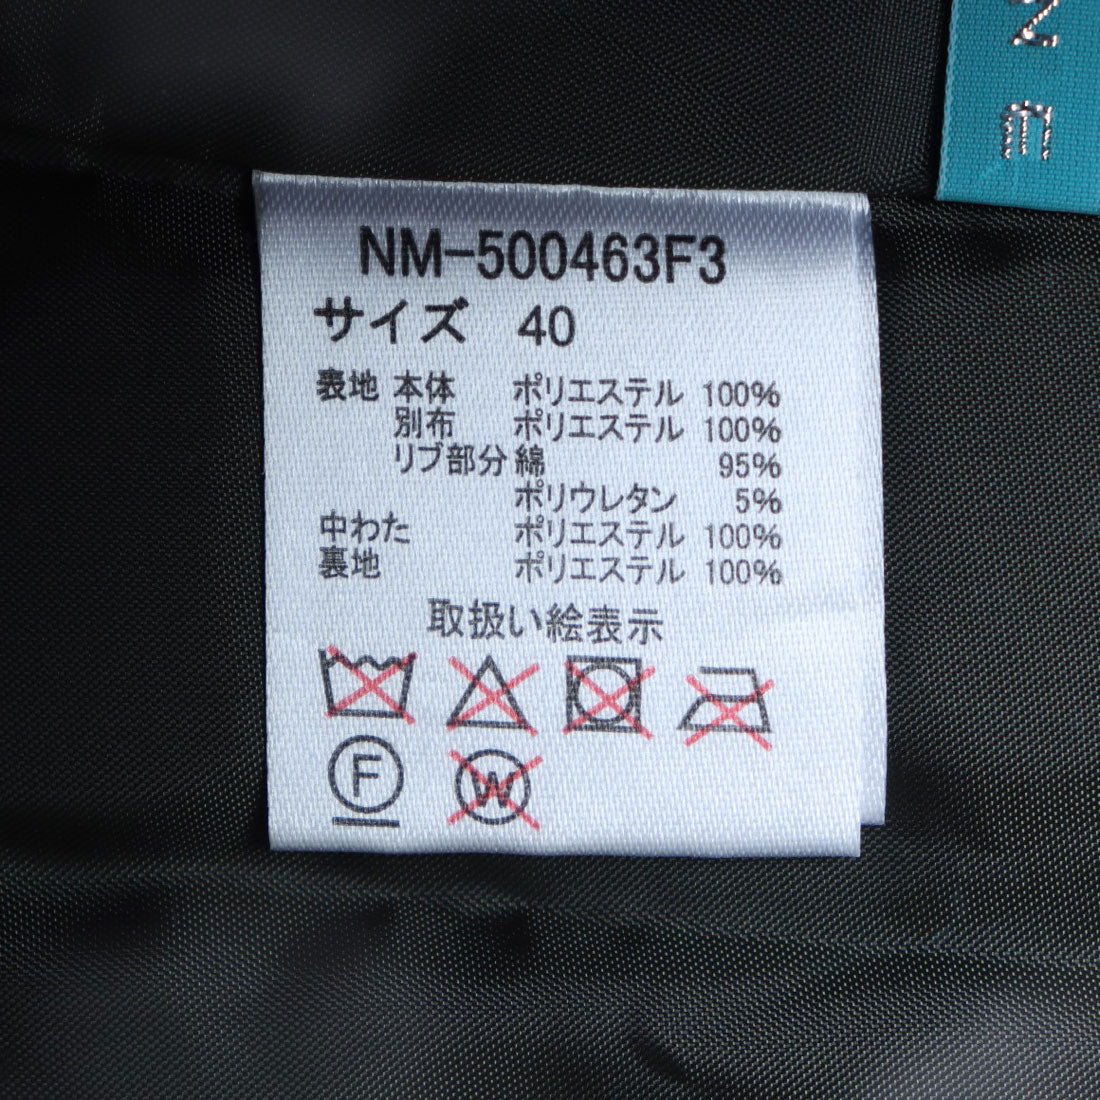 N
E
NM-500463F3
サイズ 40
表地 本体 ポリエステル 100%
別布 ポリエステル 100%
リブ部分 綿 95%
ポリウレタン 5%
中わた ポリエステル 100%
裏地 ポリエステル 100%
取扱い絵表示
F W